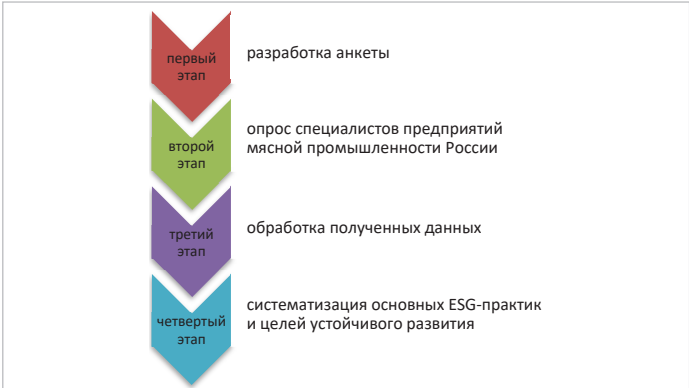 первый
этап
разработка анкеты
второй
этап
опрос специалистов предприятий
мясной промышленности России
третий
этап
обработка полученных данных
четвертый
этап
систематизация основных ESG-практик
и целей устойчивого развития